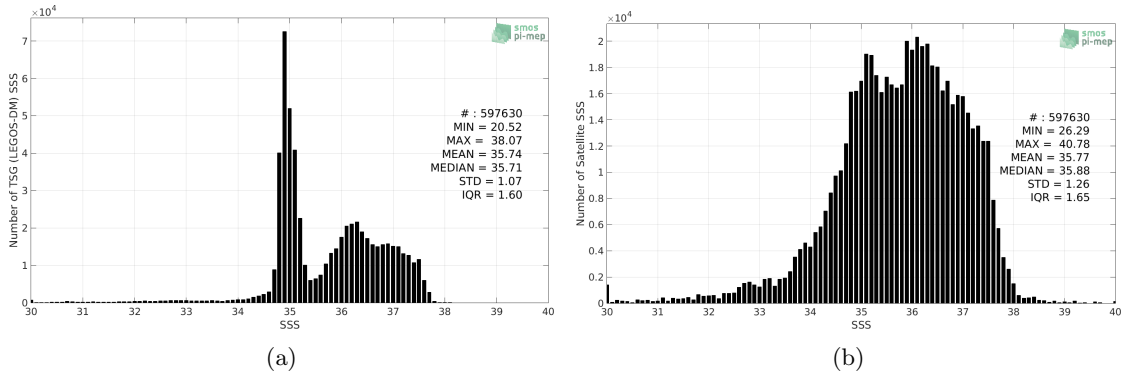 ×10⁴
smos
pi-mep
Number of TSG (LEGOS-DM) SSS
7
6
5
4
3
2
1
0
# : 597630
MIN = 20.52
MAX = 38.07
MEAN = 35.74
MEDIAN = 35.71
STD = 1.07
IQR = 1.60
30 31 32 33 34 35 36 37 38 39 40
SSS
(a)
×10⁴
smos
pi-mep
Number of Satellite SSS
2
1.8
1.6
1.4
1.2
1
0.8
0.6
0.4
0.2
0
# : 597630
MIN = 26.29
MAX = 40.78
MEAN = 35.77
MEDIAN = 35.88
STD = 1.26
IQR = 1.65
30 31 32 33 34 35 36 37 38 39 40
SSS
(b)